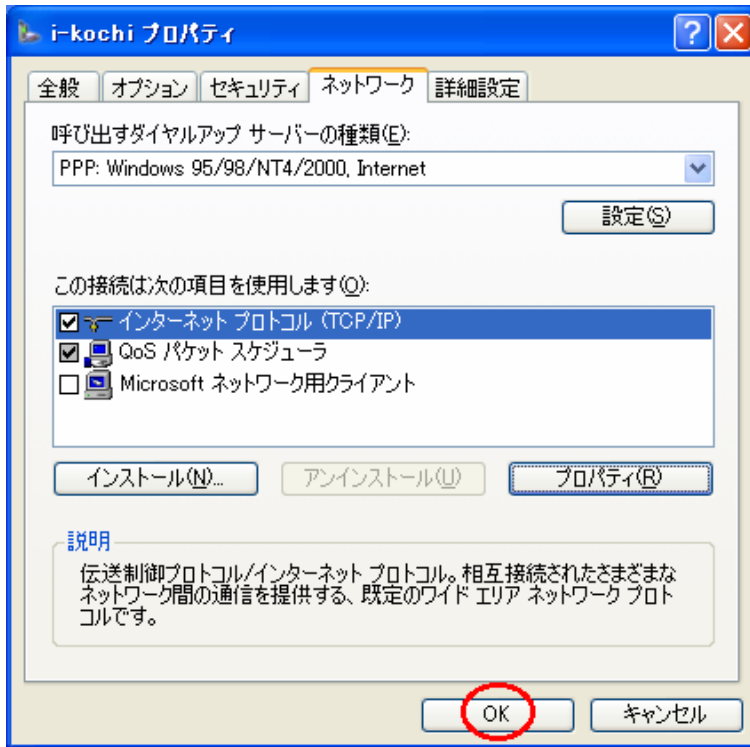 i-kochi プロパティ
全般 オプション セキュリティ ネットワーク 詳細設定
呼び出すダイヤルアップ サーバーの種類(E):
PPP: Windows 95/98/NT4/2000, Internet
設定(S)
この接続は次の項目を使用します(O):
インターネット プロトコル (TCP/IP)
QoS パケット スケジューラ
Microsoft ネットワーク用クライアント
インストール(N)... アンインストール(U) プロパティ(R)
説明
伝送制御プロトコル/インターネット プロトコル。相互接続されたさまざまな
ネットワーク間の通信を提供する、既定のワイド エリア ネットワーク プロト
コルです。
OK キャンセル